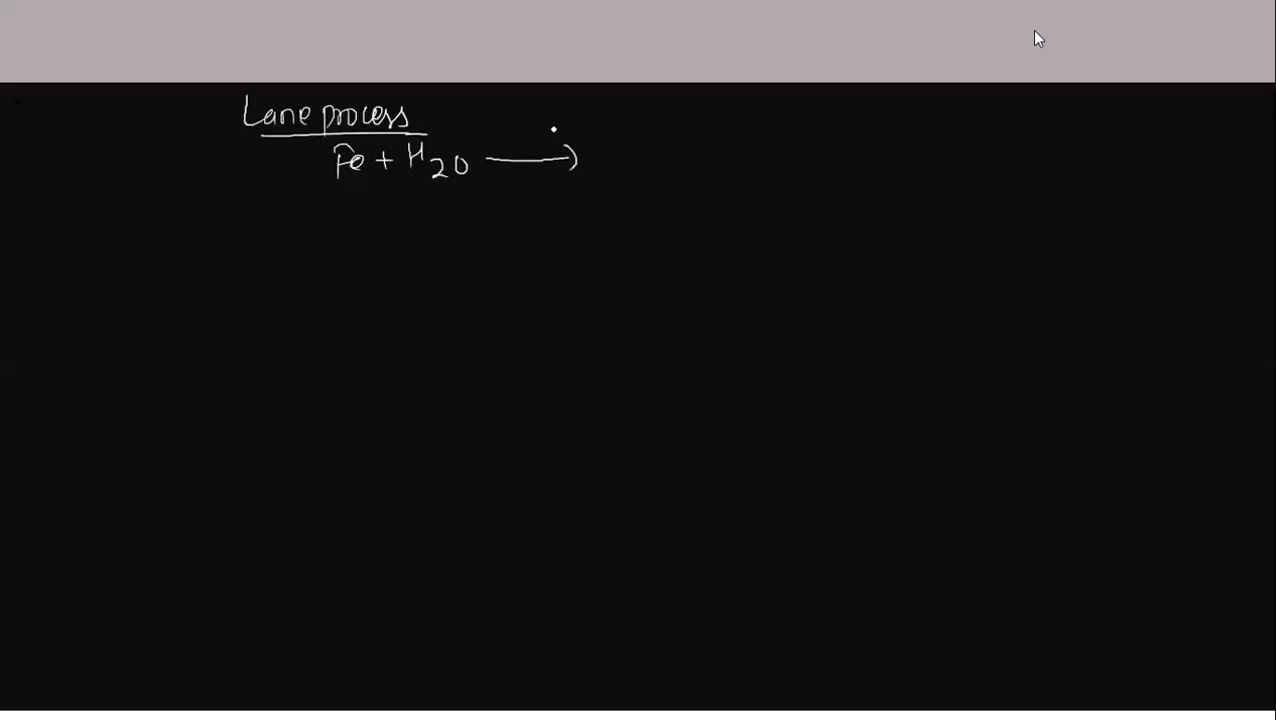 Lane process
Fe + H2O ⟶